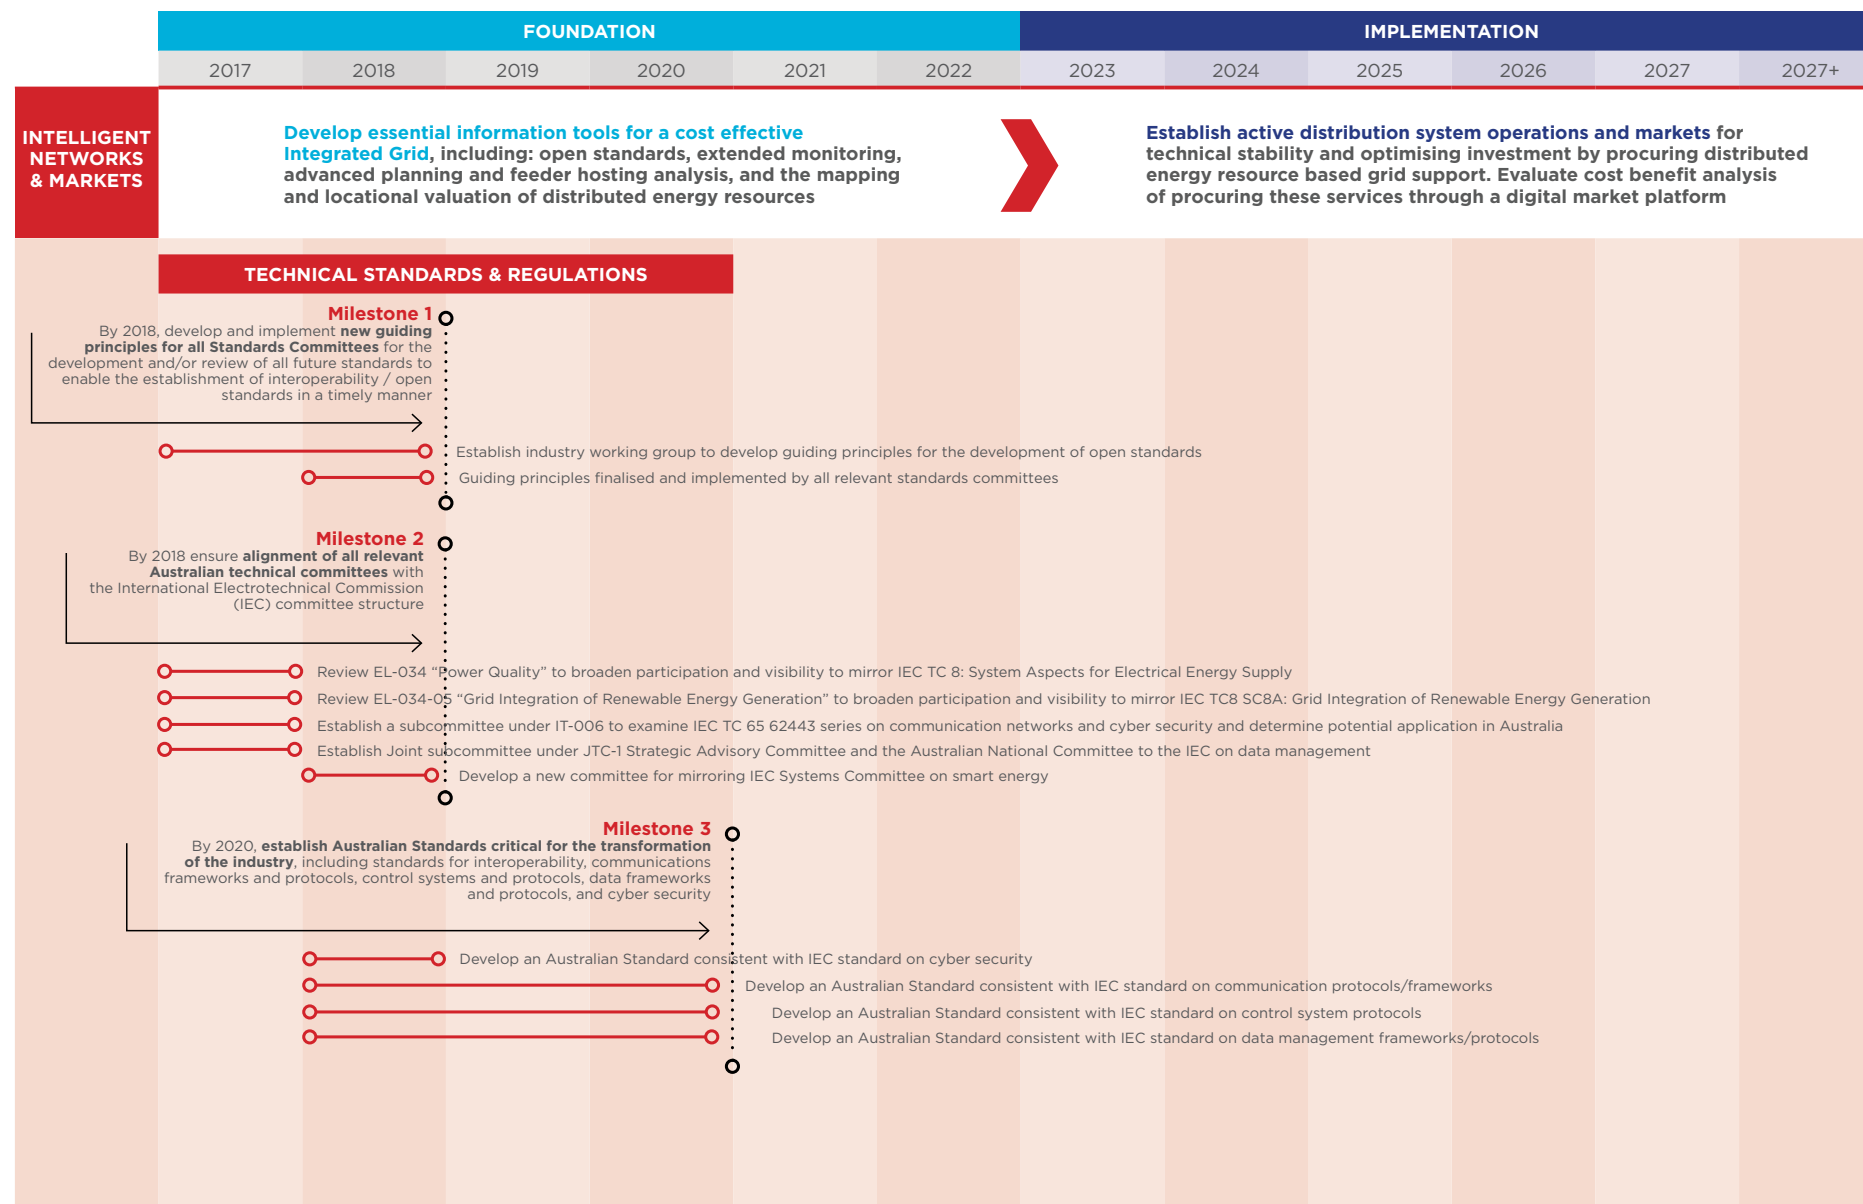 FOUNDATION
IMPLEMENTATION
2017
2018
2019
2020
2021
2022
2023
2024
2025
2026
2027
2027+
INTELLIGENT
NETWORKS
& MARKETS
Develop essential information tools for a cost effective
Integrated Grid, including: open standards, extended monitoring,
advanced planning and feeder hosting analysis, and the mapping
and locational valuation of distributed energy resources
Establish active distribution system operations and markets for
technical stability and optimising investment by procuring distributed
energy resource based grid support. Evaluate cost benefit analysis
of procuring these services through a digital market platform
TECHNICAL STANDARDS & REGULATIONS
Milestone 1
By 2018, develop and implement new guiding
principles for all Standards Committees for the
development and/or review of all future standards to
enable the establishment of interoperability / open
standards in a timely manner
Establish industry working group to develop guiding principles for the development of open standards
Guiding principles finalised and implemented by all relevant standards committees
Milestone 2
By 2018 ensure alignment of all relevant
Australian technical committees with
the International Electrotechnical Commission
(IEC) committee structure
Review EL-034 “Power Quality” to broaden participation and visibility to mirror IEC TC 8: System Aspects for Electrical Energy Supply
Review EL-034-05 “Grid Integration of Renewable Energy Generation” to broaden participation and visibility to mirror IEC TC8 SC8A: Grid Integration of Renewable Energy Generation
Establish a subcommittee under IT-006 to examine IEC TC 65 62443 series on communication networks and cyber security and determine potential application in Australia
Establish Joint subcommittee under JTC-1 Strategic Advisory Committee and the Australian National Committee to the IEC on data management
Develop a new committee for mirroring IEC Systems Committee on smart energy
Milestone 3
By 2020, establish Australian Standards critical for the transformation
of the industry, including standards for interoperability, communications
frameworks and protocols, control systems and protocols, data frameworks
and protocols, and cyber security
Develop an Australian Standard consistent with IEC standard on cyber security
Develop an Australian Standard consistent with IEC standard on communication protocols/frameworks
Develop an Australian Standard consistent with IEC standard on control system protocols
Develop an Australian Standard consistent with IEC standard on data management frameworks/protocols